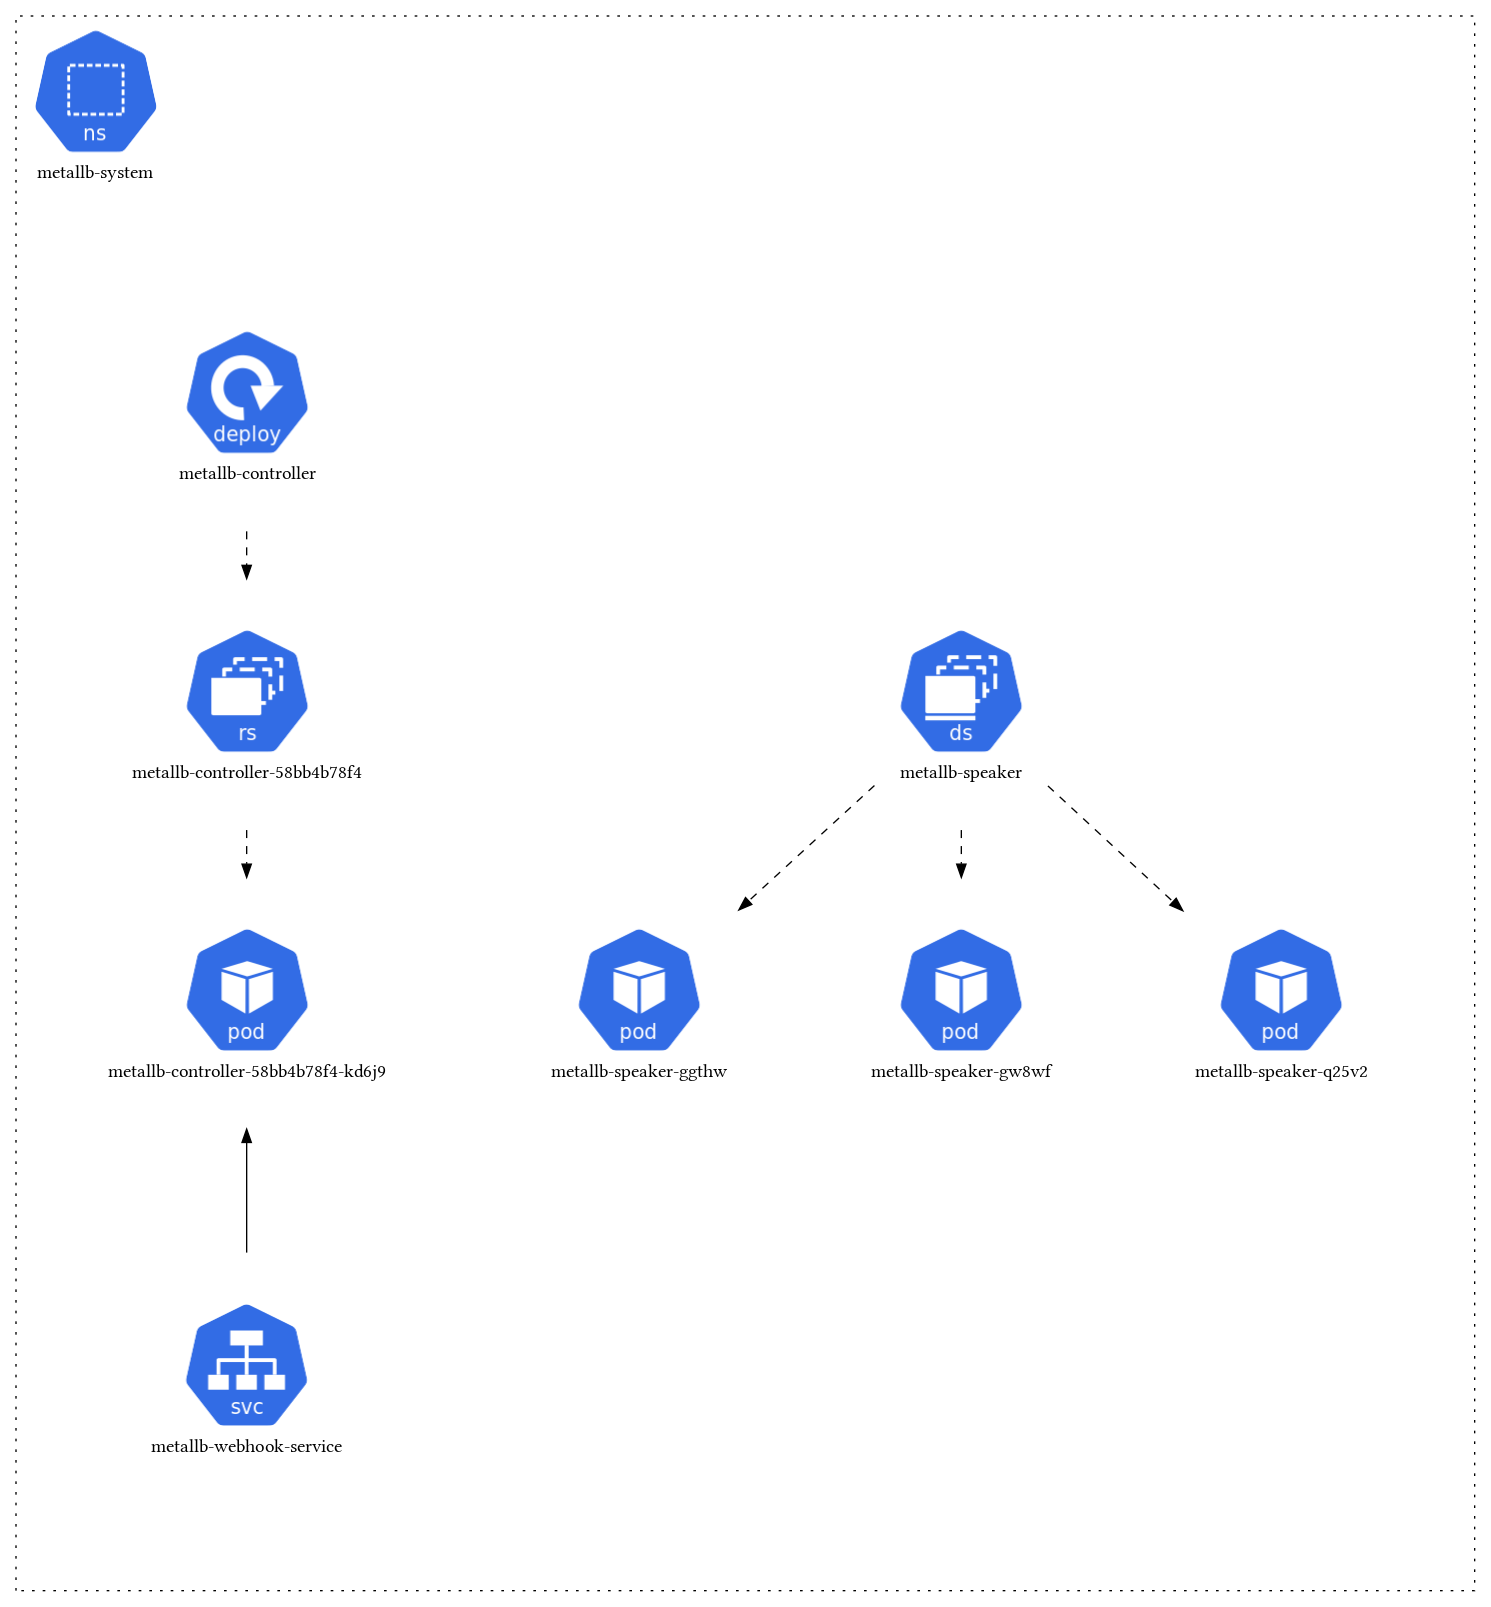 ns
metallb-system
deploy
metallb-controller
rs
metallb-controller-58bb4b78f4
ds
metallb-speaker
pod
metallb-controller-58bb4b78f4-kd6j9
pod
metallb-speaker-ggthw
pod
metallb-speaker-gw8wf
pod
metallb-speaker-q25v2
svc
metallb-webhook-service